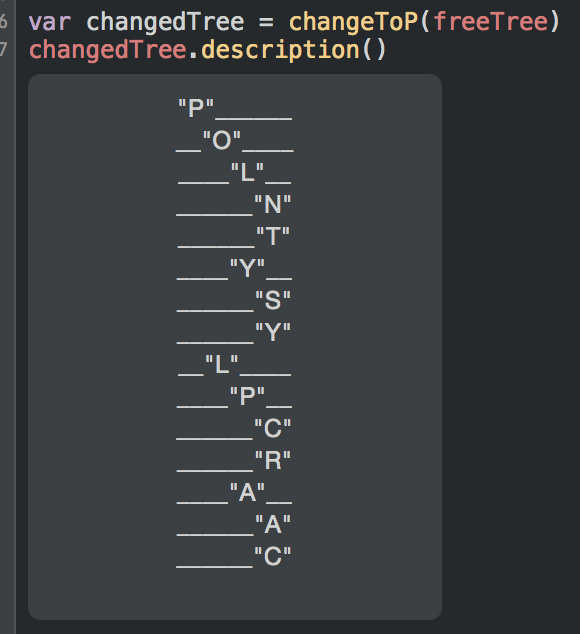 6 var changedTree = changeToP(freeTree)
7 changedTree.description()
"P"______
__"O"____
____"L"__
______"N"
______"T"
____"Y"__
______"S"
______"Y"
__"L"____
____"P"__
______"C"
______"R"
____"A"__
______"A"
______"C"